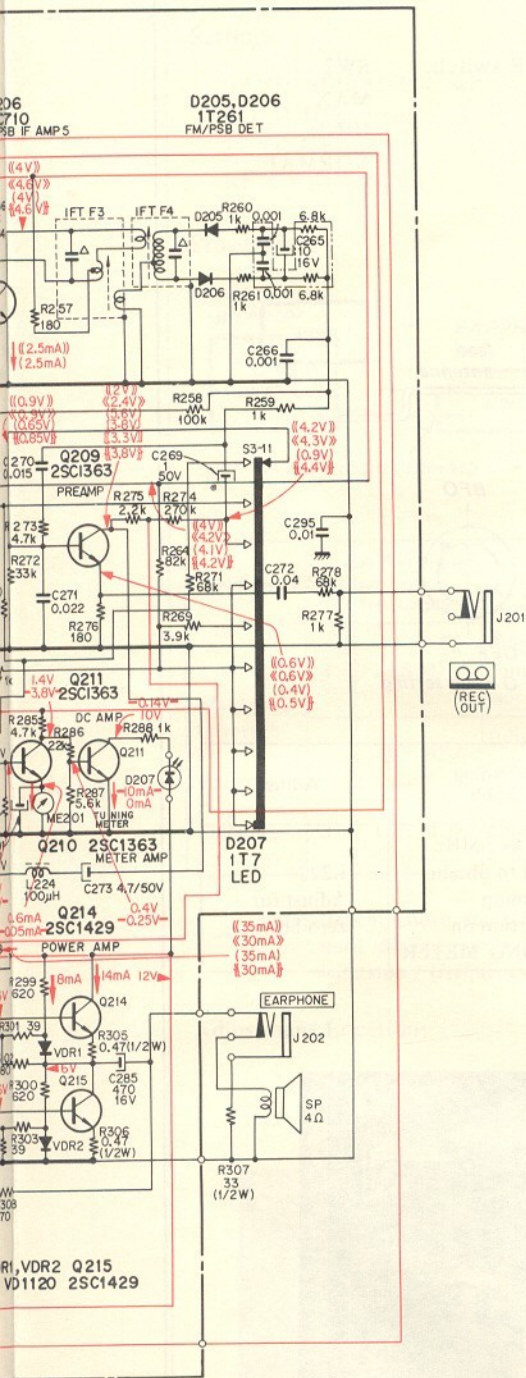 206
710
PSB IF AMP5
D205, D206
1T261
FM/PSB DET
((4V))
《4.6V》
(4V)
IFT F3
IFT F4
D205
R260
1k
0.001
6.8k
C265
10
16V
D206
R261
1k
0.001
6.8k
R257
180
((2.5mA))
(2.5mA)
C266
0.001
((0.9V))
《0.9V》
(0.65V)
{0.85V}
((2V))
《2.4V》
(3.3V)
{3.8V}
R258
100k
R259
1k
((4.2V))
《4.3V》
(0.9V)
{4.4V}
C270
0.015
Q209
2SC1363
PREAMP
C269
1
50V
S3-11
R275
2.2k
R274
270k
((4V))
《4.2V》
(4.1V)
{4.2V}
R273
4.7k
R272
33k
R264
82k
R271
68k
C295
0.01
C271
0.022
R276
180
R269
3.9k
C272
0.04
R278
68k
R277
1k
J201
(REC
OUT)
((0.6V))
《0.6V》
(0.4V)
{0.5V}
1k
1.4V
-3.8V-
Q211
2SC1363
DC AMP
-0.14V-
10V
R285
4.7k
R286
22k
Q211
R288 1k
D207
-10mA-
0mA
R287
5.6k
ME201
TUNING
METER
Q210 2SC1363
METER AMP
D207
1T7
LED
L224
100μH
C273 4.7/50V
0.4V
-0.25V-
0.6mA
-0.05mA-
Q214
2SC1429
POWER AMP
((35mA))
《30mA》
(35mA)
{30mA}
R299
620
18mA
14mA
12V
Q214
EARPHONE
J202
R301 39
VDR1
R305
0.47(1/2W)
6V
C285
470
16V
R300
620
Q215
SP
4Ω
R303
39
VDR2
R306
0.47
(1/2W)
R307
33
(1/2W)
R308
70
VDR1, VDR2 Q215
VD1120 2SC1429